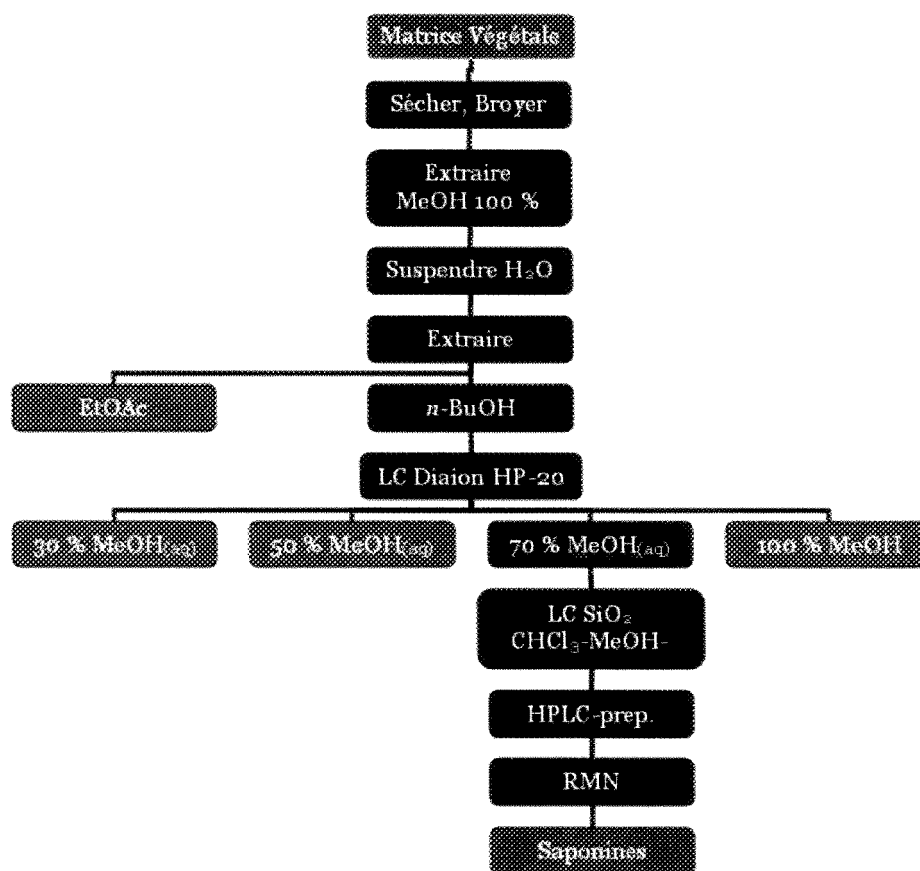 Matrice Végétale
Sécher, Broyer
Extraire
MeOH 100 %
Suspendre H₂O
Extraire
EtOAc
n-BuOH
LC Diaion HP-20
30 % MeOH(aq)
50 % MeOH(aq)
70 % MeOH(aq)
100 % MeOH
LC SiO₂
CHCl₃-MeOH-
HPLC-prep.
RMN
Saponines